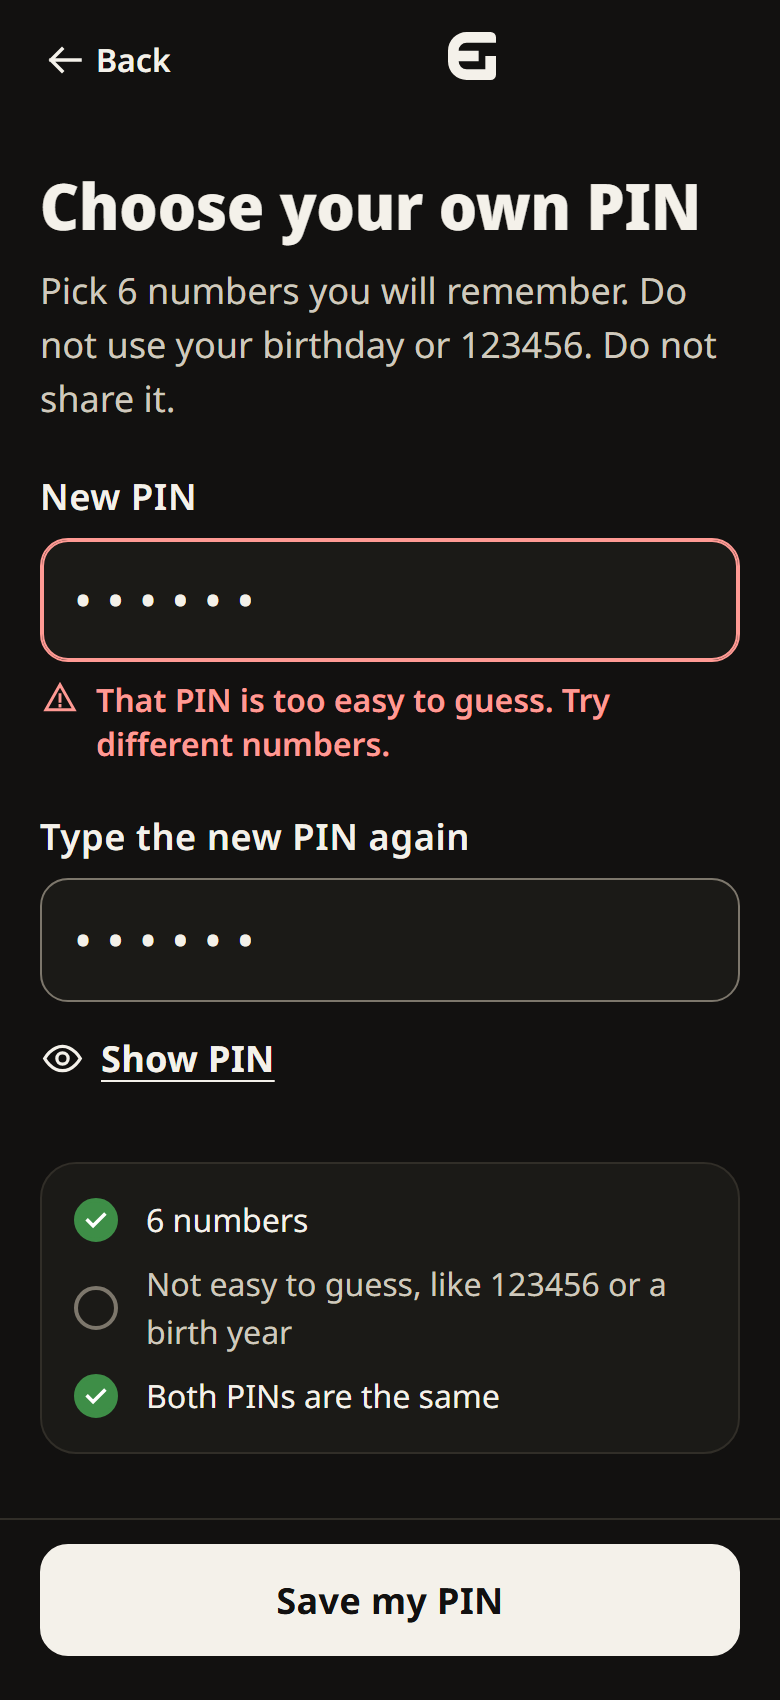 Back
Choose your own PIN
Pick 6 numbers you will remember. Do
not use your birthday or 123456. Do not
share it.
New PIN
••••••
That PIN is too easy to guess. Try
different numbers.
Type the new PIN again
••••••
Show PIN
6 numbers
Not easy to guess, like 123456 or a
birth year
Both PINs are the same
Save my PIN